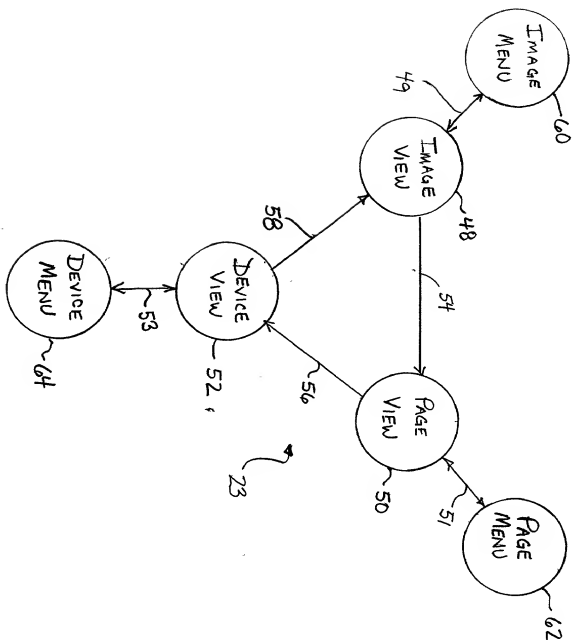 IMAGE
MENU
60
49
IMAGE
VIEW
48
58
54
DEVICE
MENU
64
53
DEVICE
VIEW
52
56
PAGE
VIEW
50
23
51
PAGE
MENU
62